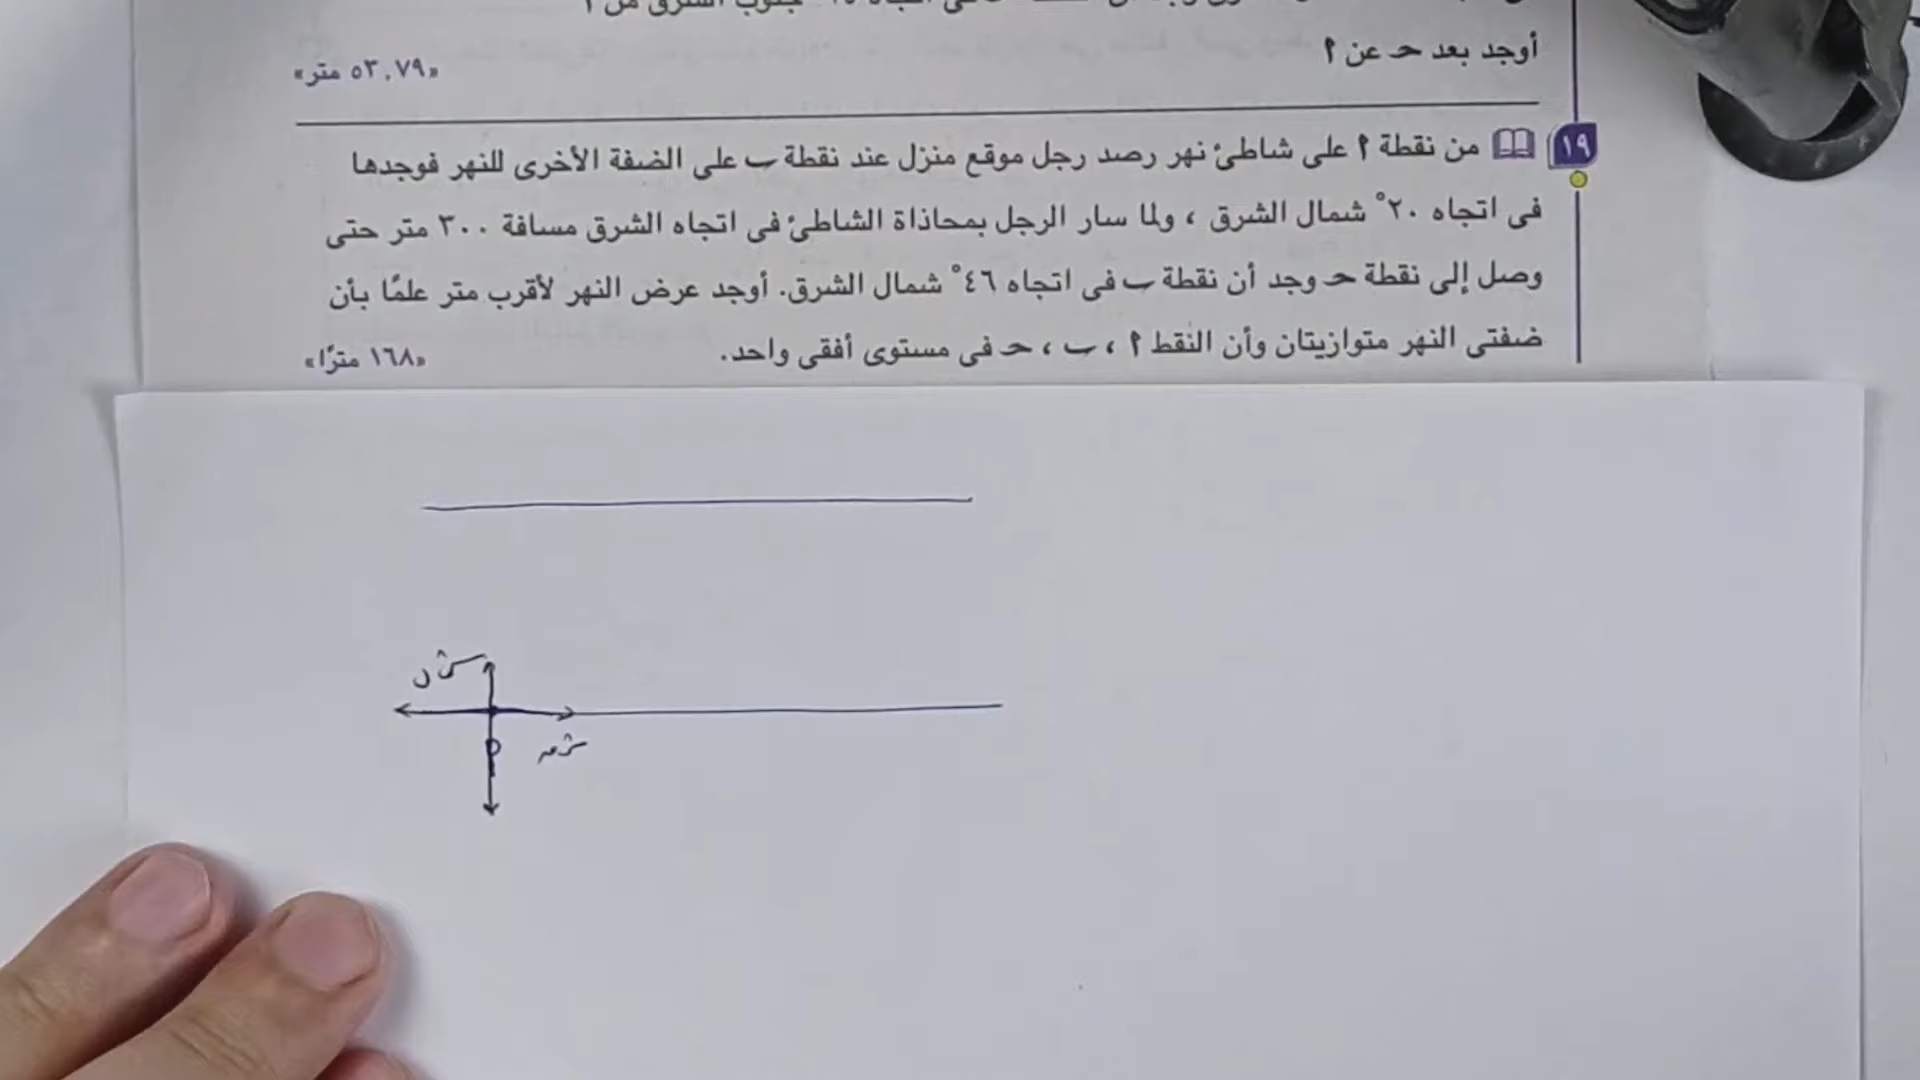 أوجد بعد حـ عن ٢
«٥٣,٧٩ متر»
١٩ من نقطة ٢ على شاطئ نهر رصد رجل موقع منزل عند نقطة ب على الضفة الأخرى للنهر فوجدها
فى اتجاه ٢٠° شمال الشرق ، ولما سار الرجل بمحاذاة الشاطئ فى اتجاه الشرق مسافة ٣٠٠ متر حتى
وصل إلى نقطة حـ وجد أن نقطة ب فى اتجاه ٤٦° شمال الشرق. أوجد عرض النهر لأقرب متر علمًا بأن
ضفتى النهر متوازيتان وأن النقط ٢ ، ب ، حـ فى مستوى أفقى واحد.
«١٦٨ مترًا»